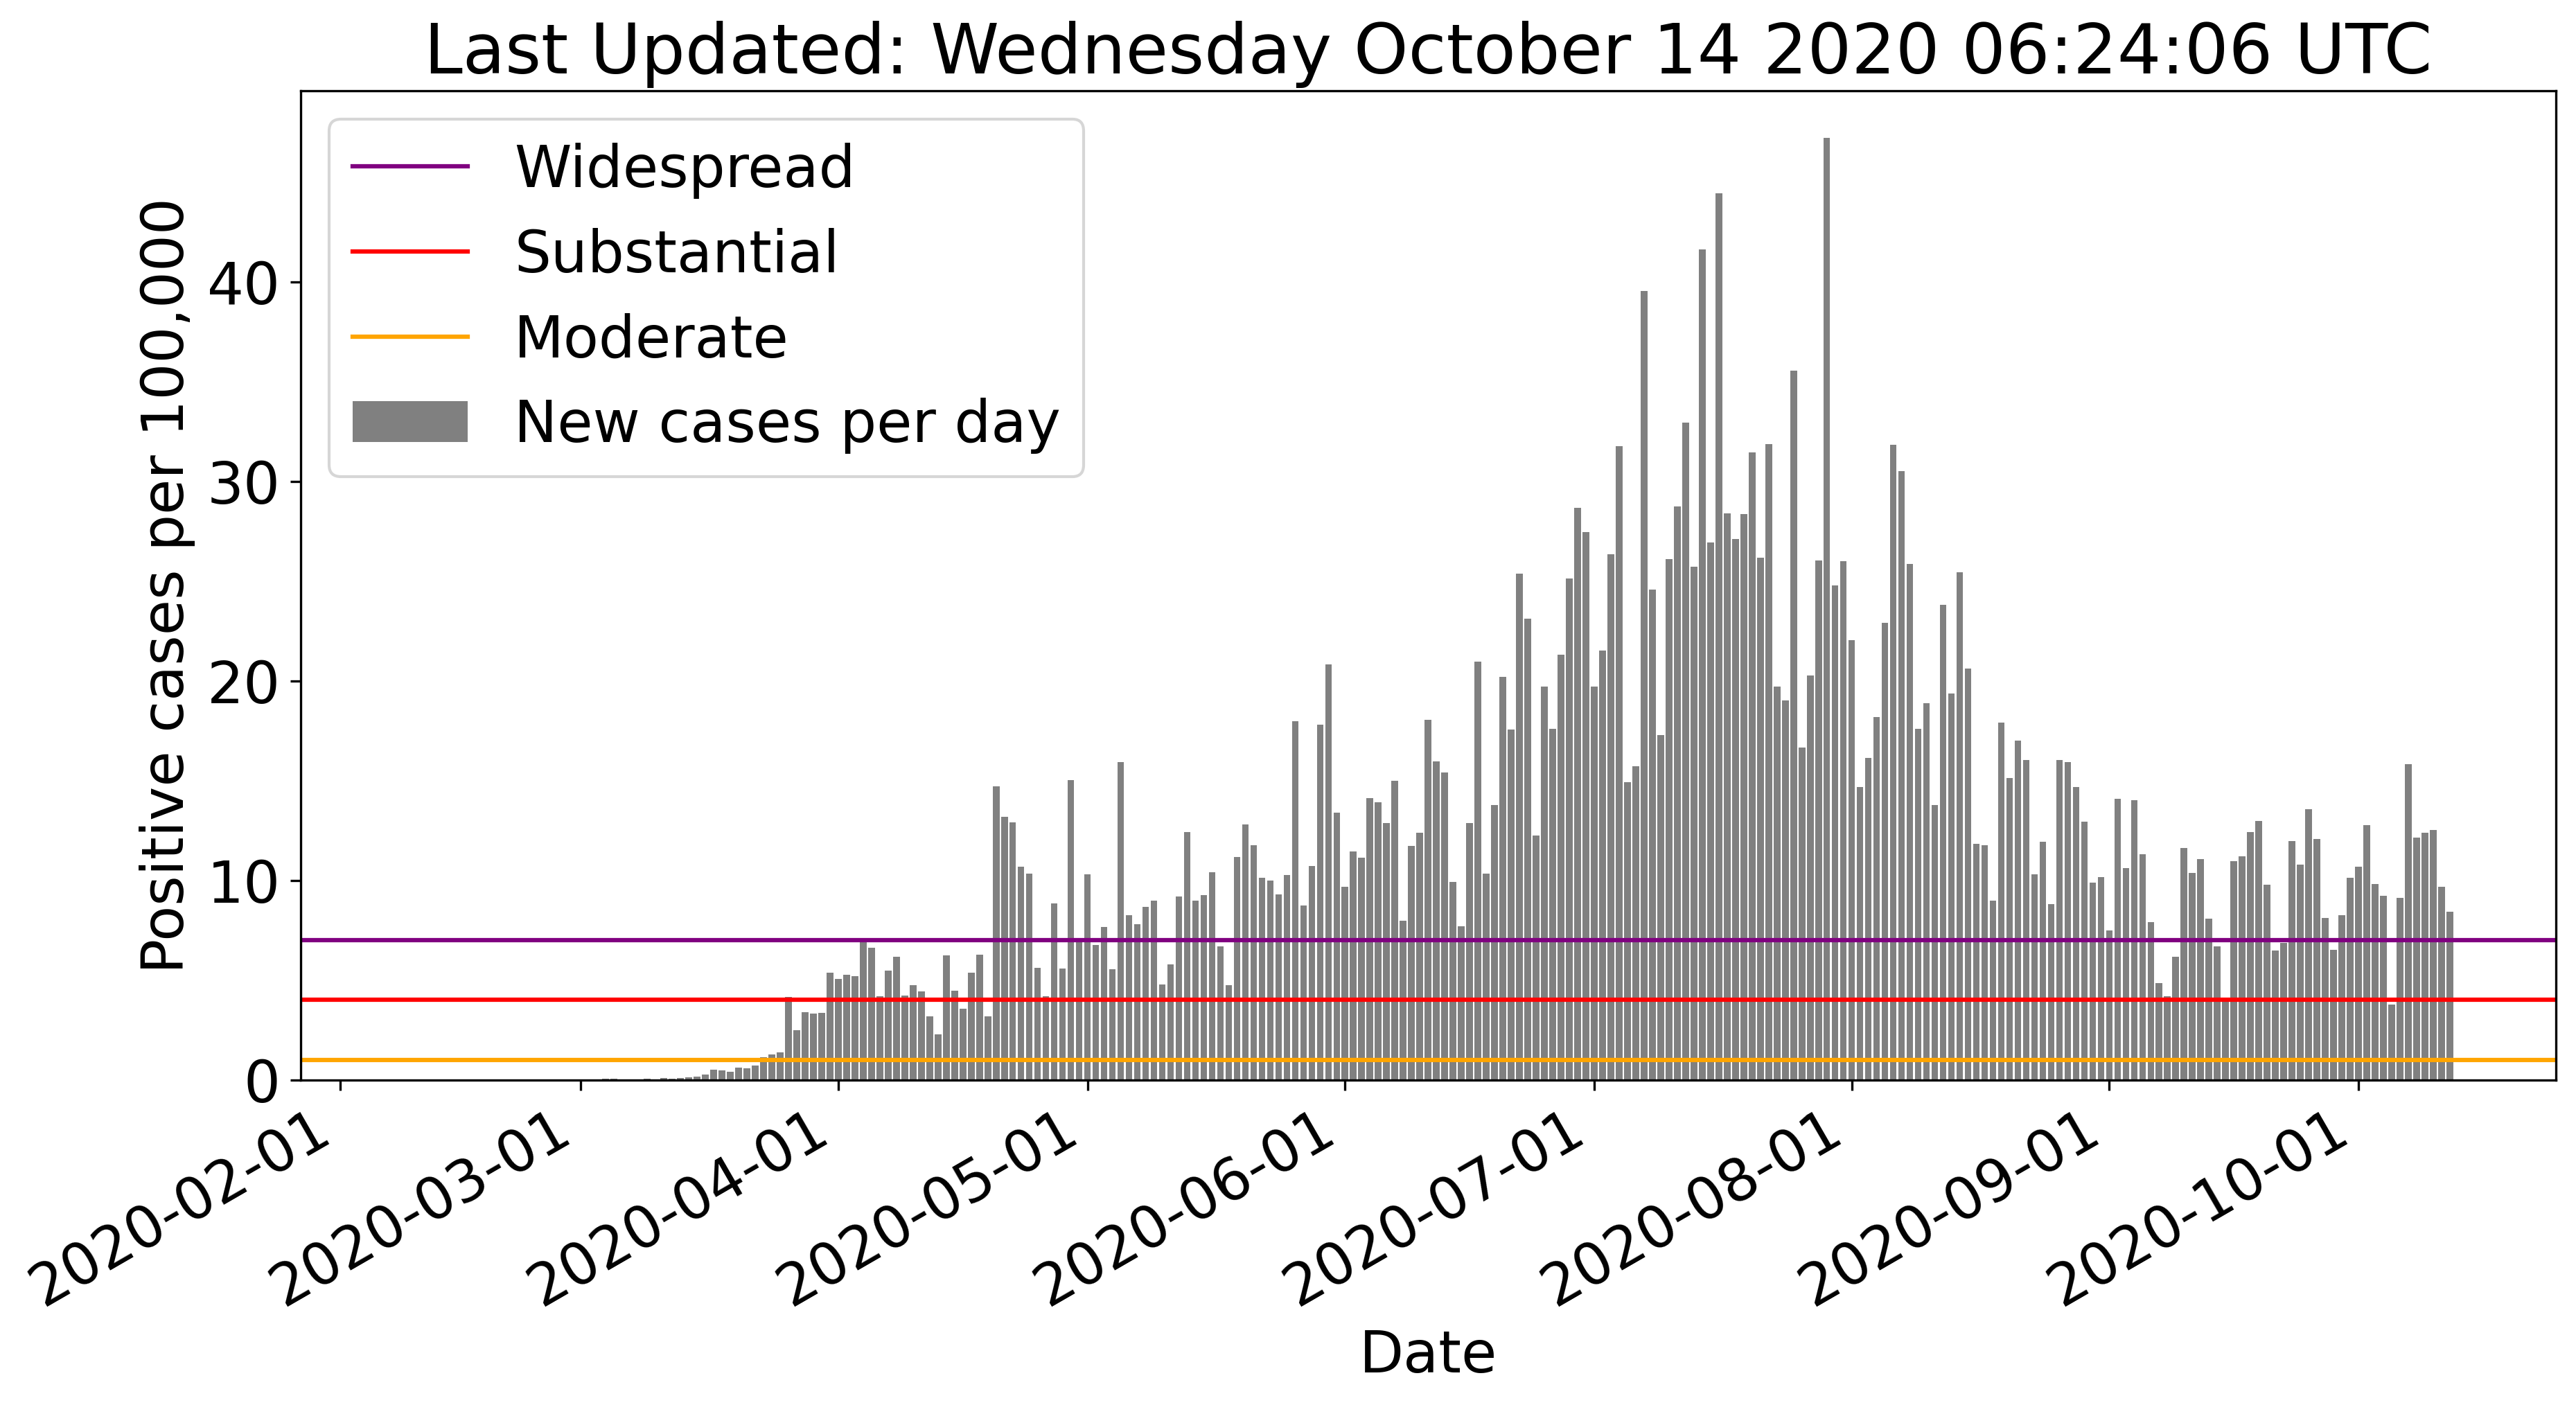 Last Updated: Wednesday October 14 2020 06:24:06 UTC
Widespread
Substantial
Moderate
New cases per day
Positive cases per 100,000
40
30
20
10
0
2020-02-01
2020-03-01
2020-04-01
2020-05-01
2020-06-01
2020-07-01
2020-08-01
2020-09-01
2020-10-01
Date